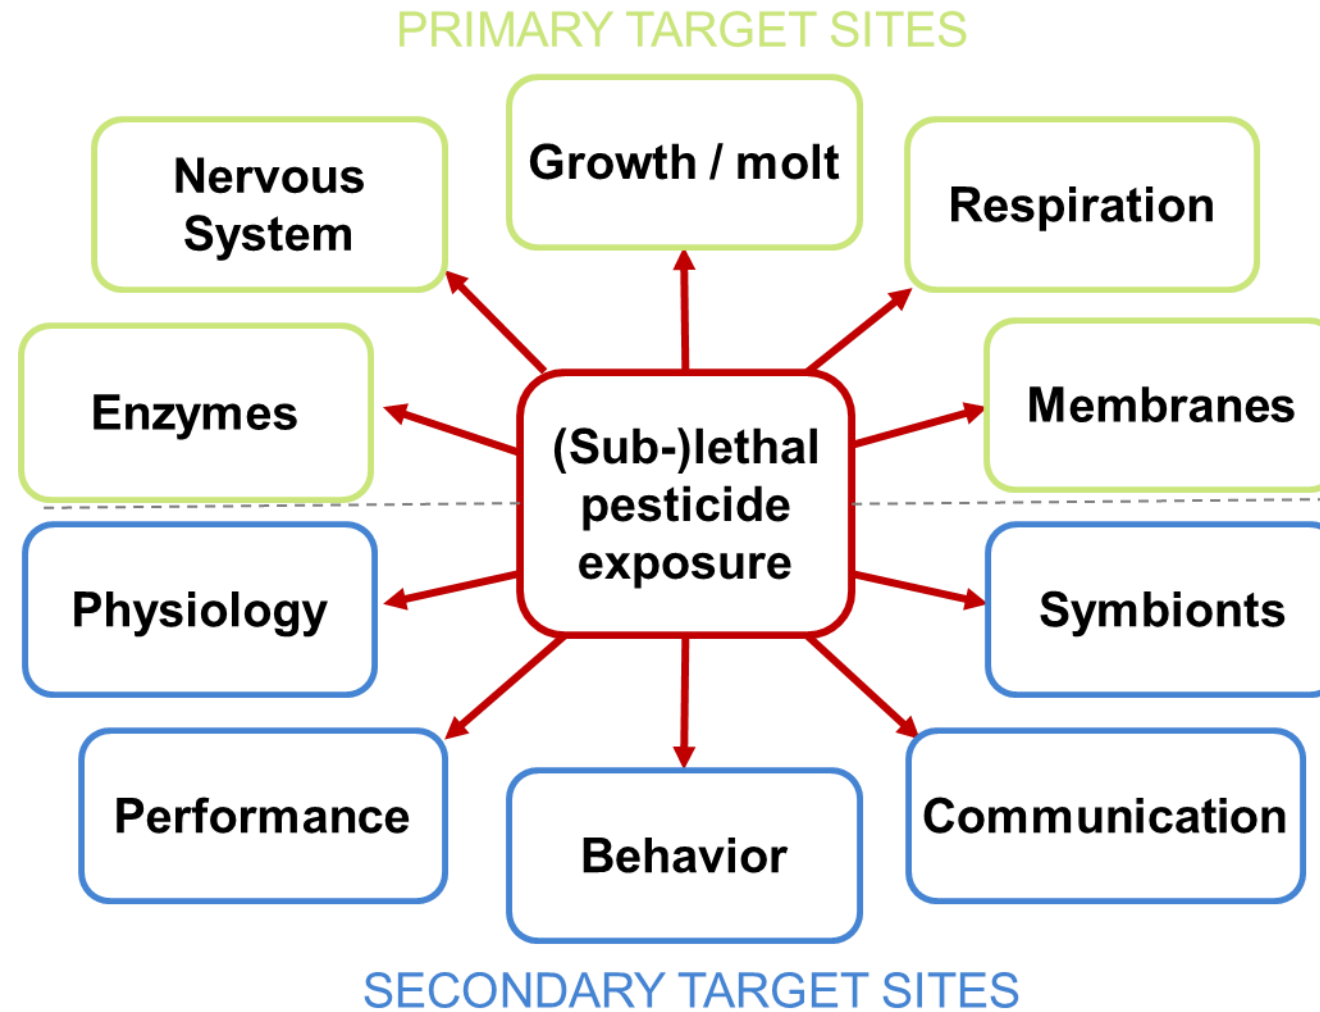 PRIMARY TARGET SITES
Growth / molt
Nervous
System
Respiration
Enzymes
Membranes
(Sub-)lethal
pesticide
exposure
Physiology
Symbionts
Performance
Behavior
Communication
SECONDARY TARGET SITES